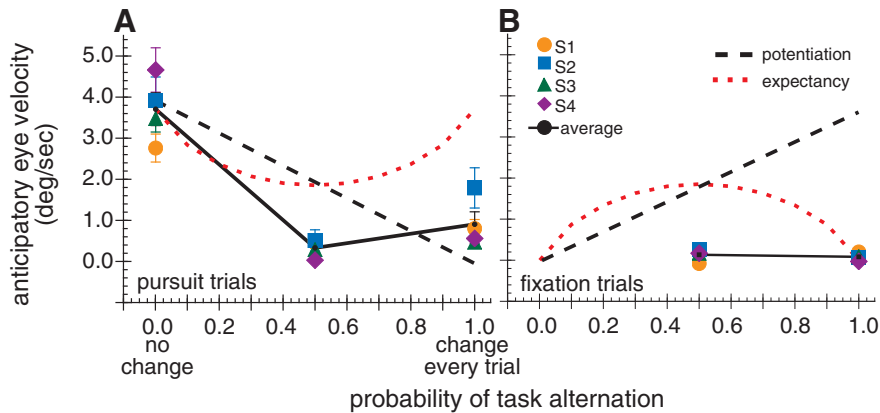 A
B
anticipatory eye velocity
(deg/sec)
5.0
4.0
3.0
2.0
1.0
0.0
pursuit trials
0.0 0.2 0.4 0.6 0.8 1.0
no
change
change
every trial
S1
S2
S3
S4
average
potentiation
expectancy
fixation trials
0.0 0.2 0.4 0.6 0.8 1.0
probability of task alternation